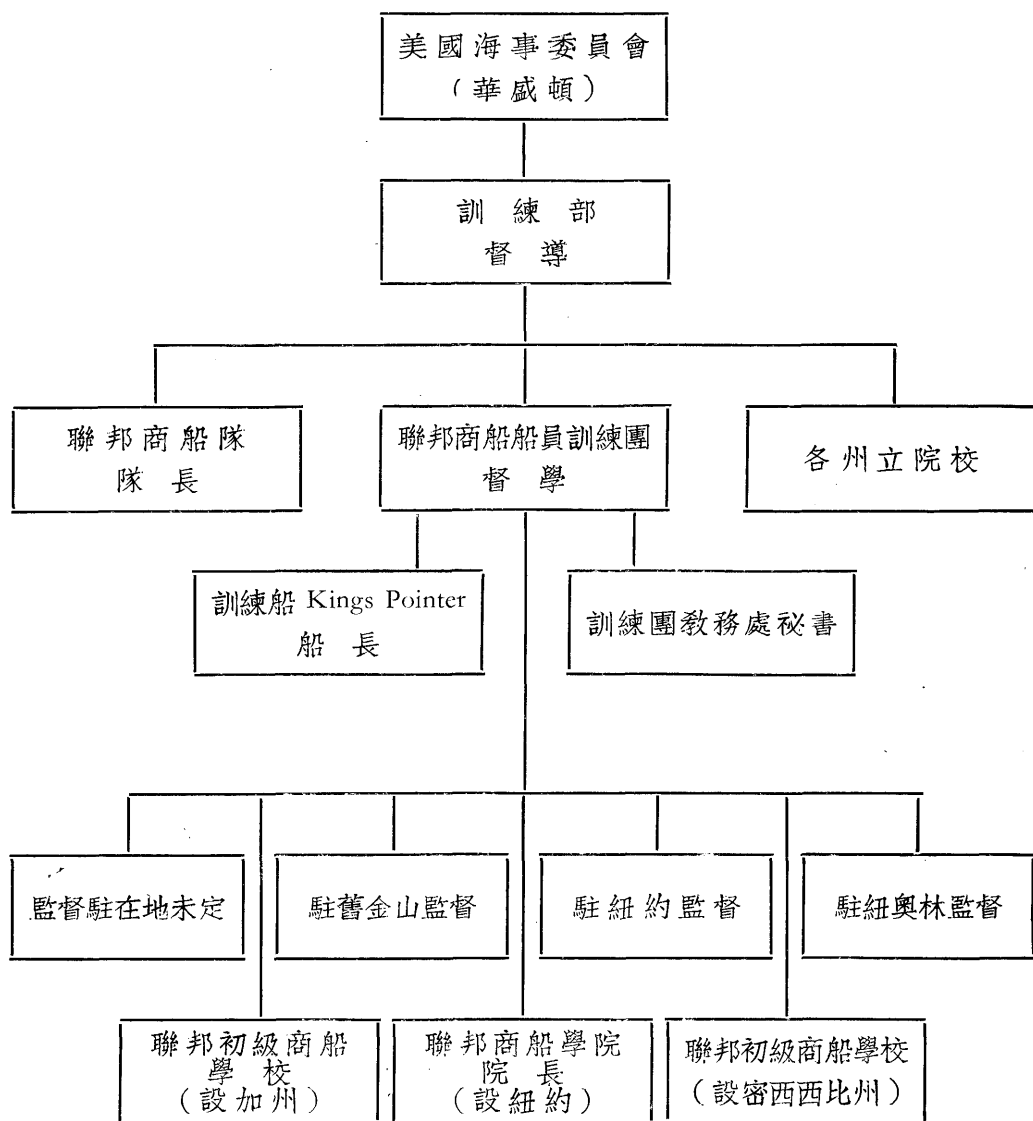 美國海事委員會
（華盛頓）
訓練部
督導
聯邦商船隊
隊長
聯邦商船船員訓練團
督學
各州立院校
訓練船 Kings Pointer
船長
訓練團教務處祕書
監督駐在地未定
駐舊金山監督
駐紐約監督
駐紐奧林監督
聯邦初級商船
學校
（設加州）
聯邦商船學院
院長
（設紐約）
聯邦初級商船學校
（設密西西比州）